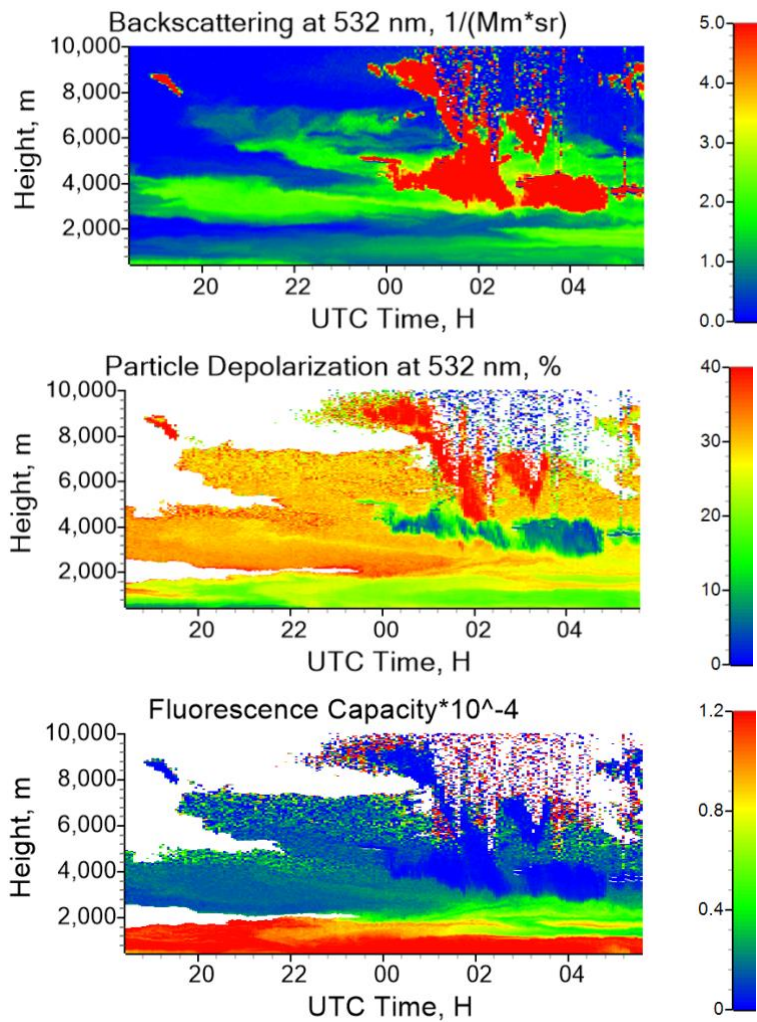 Backscattering at 532 nm, 1/(Mm*sr)
10,000
8,000
6,000
4,000
2,000
Height, m
20 22 00 02 04
UTC Time, H
5.0
4.0
3.0
2.0
1.0
0.0
Particle Depolarization at 532 nm, %
10,000
8,000
6,000
4,000
2,000
Height, m
20 22 00 02 04
UTC Time, H
40
30
20
10
0
Fluorescence Capacity*10^-4
10,000
8,000
6,000
4,000
2,000
Height, m
20 22 00 02 04
UTC Time, H
1.2
0.8
0.4
0